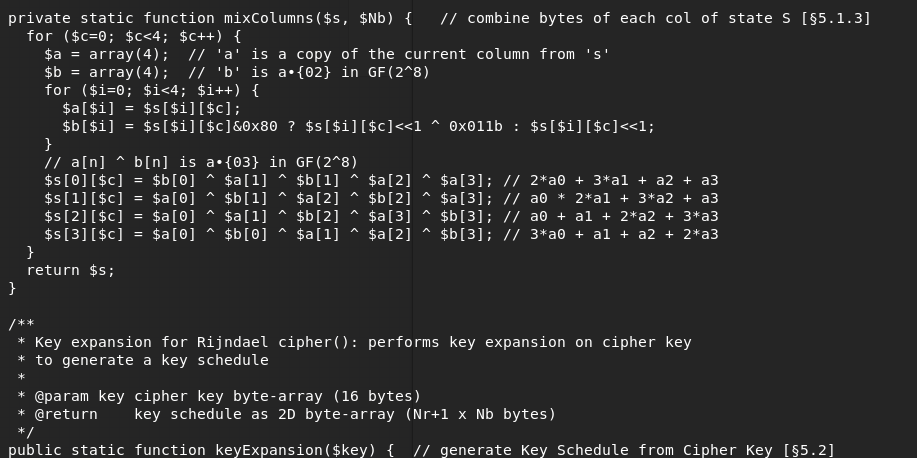 private static function mixColumns($s, $Nb) {   // combine bytes of each col of state S [§5.1.3]
  for ($c=0; $c<4; $c++) {
    $a = array(4);  // 'a' is a copy of the current column from 's'
    $b = array(4);  // 'b' is a•{02} in GF(2^8)
    for ($i=0; $i<4; $i++) {
      $a[$i] = $s[$i][$c];
      $b[$i] = $s[$i][$c]&0x80 ? $s[$i][$c]<<1 ^ 0x011b : $s[$i][$c]<<1;
    }
    // a[n] ^ b[n] is a•{03} in GF(2^8)
    $s[0][$c] = $b[0] ^ $a[1] ^ $b[1] ^ $a[2] ^ $a[3]; // 2*a0 + 3*a1 + a2 + a3
    $s[1][$c] = $a[0] ^ $b[1] ^ $a[2] ^ $b[2] ^ $a[3]; // a0 * 2*a1 + 3*a2 + a3
    $s[2][$c] = $a[0] ^ $a[1] ^ $b[2] ^ $a[3] ^ $b[3]; // a0 + a1 + 2*a2 + 3*a3
    $s[3][$c] = $a[0] ^ $b[0] ^ $a[1] ^ $a[2] ^ $b[3]; // 3*a0 + a1 + a2 + 2*a3
  }
  return $s;
}

/**
 * Key expansion for Rijndael cipher(): performs key expansion on cipher key
 * to generate a key schedule
 *
 * @param key cipher key byte-array (16 bytes)
 * @return    key schedule as 2D byte-array (Nr+1 x Nb bytes)
 */
public static function keyExpansion($key) {  // generate Key Schedule from Cipher Key [§5.2]